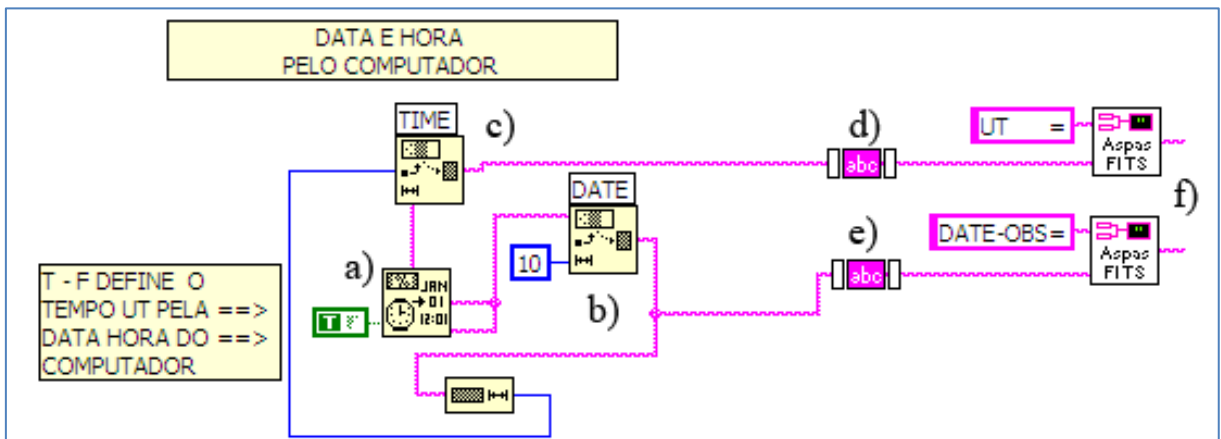 DATA E HORA
PELO COMPUTADOR
TIME
c)
d)
UT =
Aspas
FITS
DATE
f)
e)
DATE-OBS=
Aspas
FITS
a)
10
b)
T - F DEFINE O
TEMPO UT PELA ==>
DATA HORA DO ==>
COMPUTADOR
JAN
01
12:01
T F
abc
abc